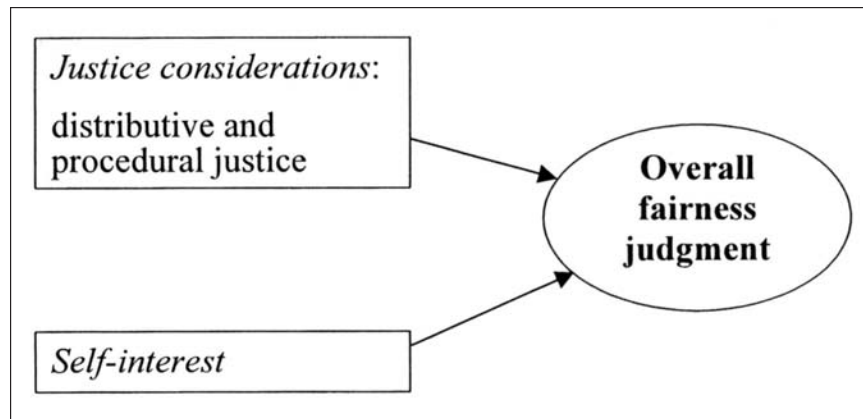 Justice considerations:
distributive and
procedural justice
Overall
fairness
judgment
Self-interest